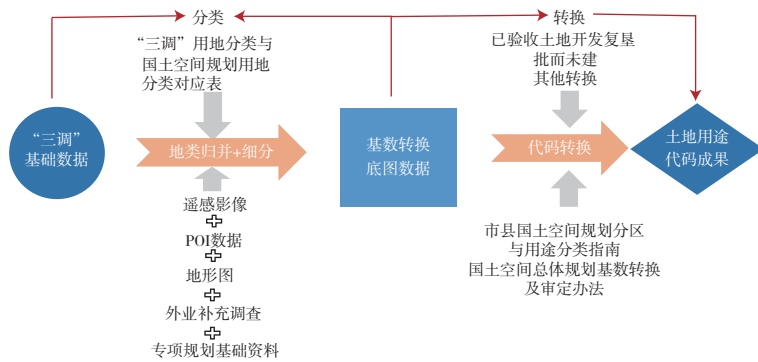 分类
转换
“三调”用地分类与
国土空间规划用地
分类对应表
已验收土地开发复垦
批而未建
其他转换
“三调”
基础数据
地类归并+细分
基数转换
底图数据
代码转换
土地用途
代码成果
遥感影像
POI数据
地形图
外业补充调查
专项规划基础资料
市县国土空间规划分区
与用途分类指南
国土空间总体规划基数转换
及审定办法